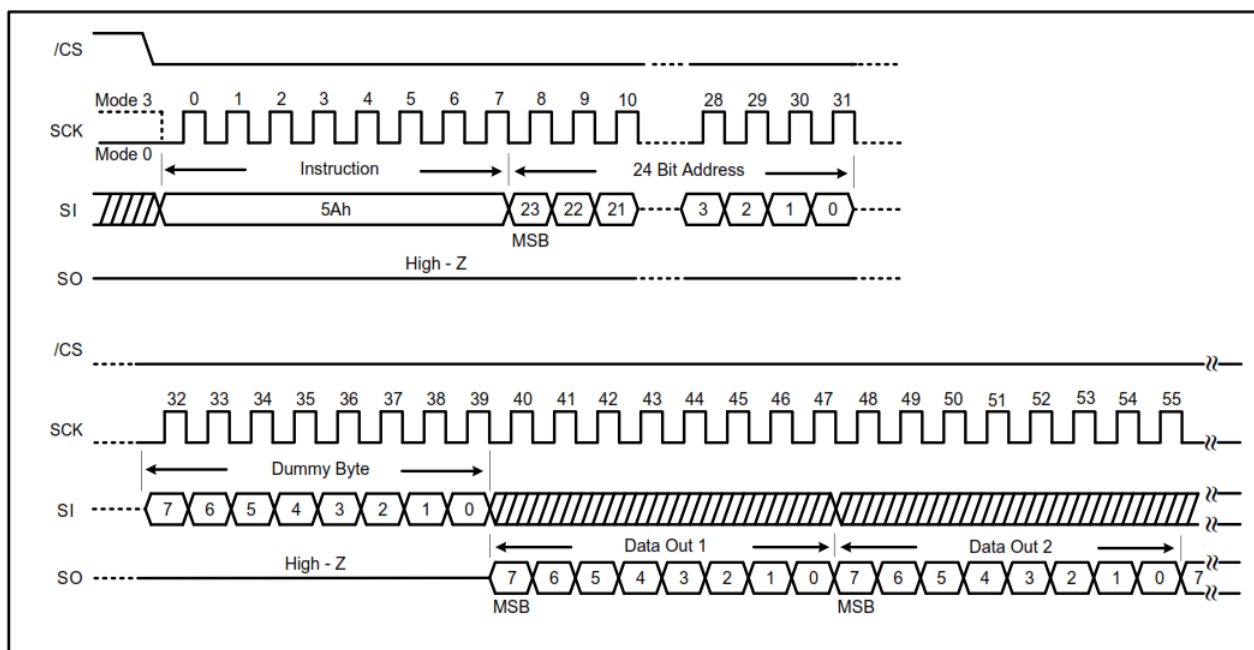 /CS
Mode 3 0 1 2 3 4 5 6 7 8 9 10 28 29 30 31
SCK
Mode 0
Instruction 24 Bit Address
SI 5Ah 23 22 21 3 2 1 0
MSB
High - Z
SO
/CS
32 33 34 35 36 37 38 39 40 41 42 43 44 45 46 47 48 49 50 51 52 53 54 55
SCK
Dummy Byte
SI 7 6 5 4 3 2 1 0
High - Z Data Out 1 Data Out 2
SO 7 6 5 4 3 2 1 0 7 6 5 4 3 2 1 0 7
MSB MSB